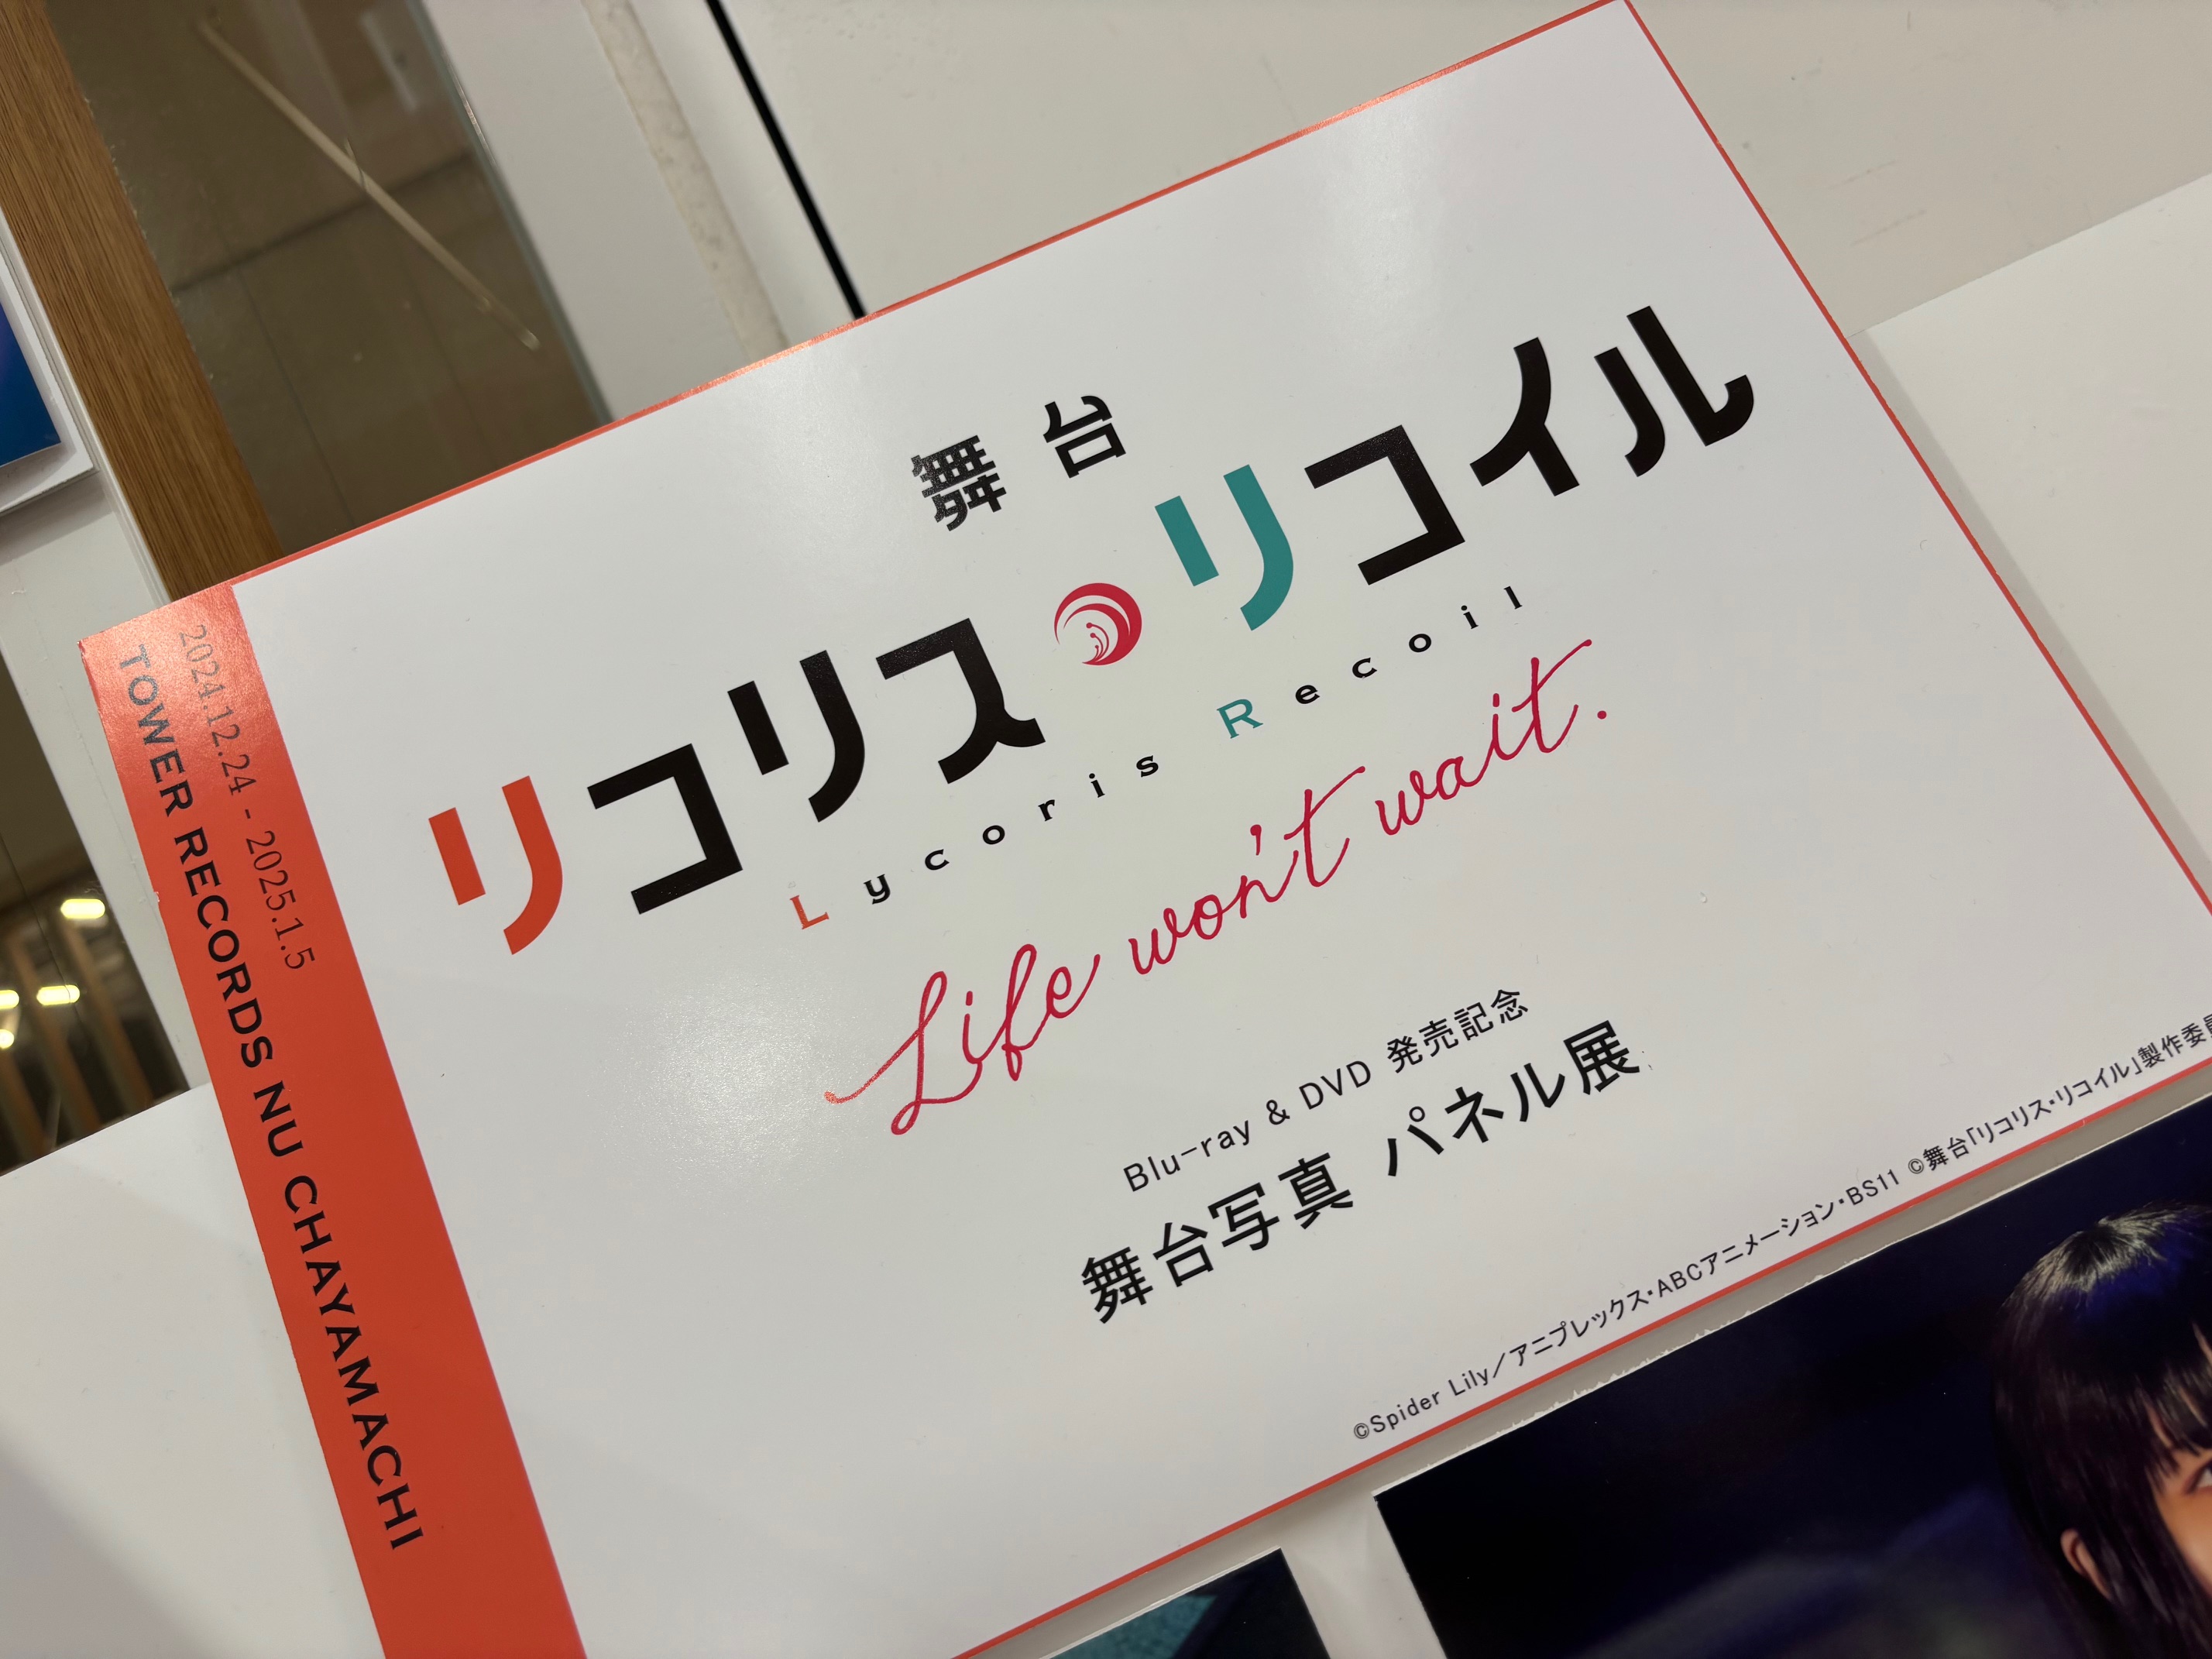 舞台
リコリス・リコイル
Lycoris Recoil
Life won't wait.
Blu-ray & DVD 発売記念
舞台写真 パネル展
©Spider Lily／アニプレックス・ABCアニメーション・BS11 ©舞台「リコリス・リコイル」製作委員
2024.12.24 - 2025.1.5
TOWER RECORDS NU CHAYAMACHI